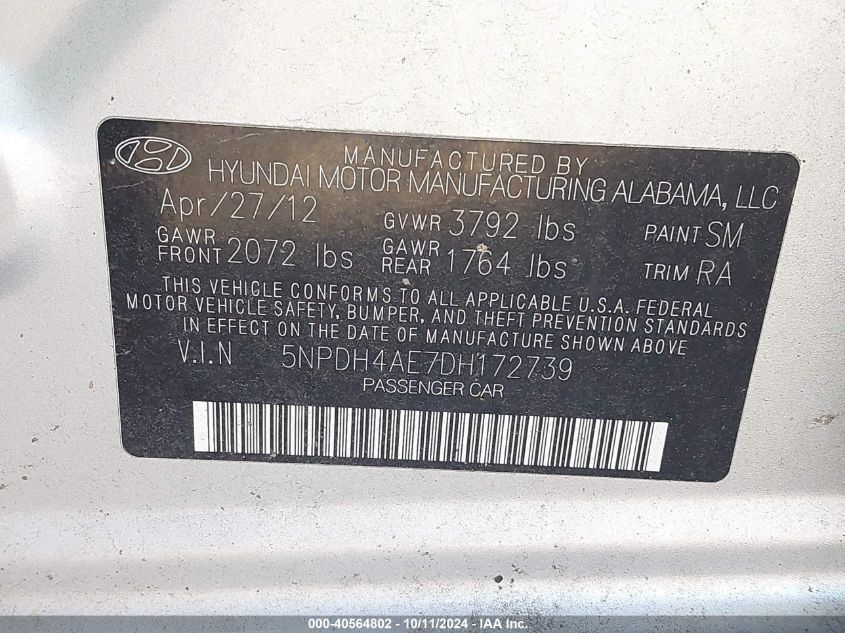 MANUFACTURED BY
HYUNDAI MOTOR MANUFACTURING ALABAMA, LLC
Apr/27/12 GVWR 3792 lbs PAINT SM
GAWR FRONT 2072 lbs GAWR REAR 1764 lbs TRIM RA
THIS VEHICLE CONFORMS TO ALL APPLICABLE U.S.A. FEDERAL
MOTOR VEHICLE SAFETY, BUMPER, AND THEFT PREVENTION STANDARDS
IN EFFECT ON THE DATE OF MANUFACTURE SHOWN ABOVE
V.I.N 5NPDH4AE7DH172739
PASSENGER CAR
000-40564802 - 10/11/2024 - IAA Inc.